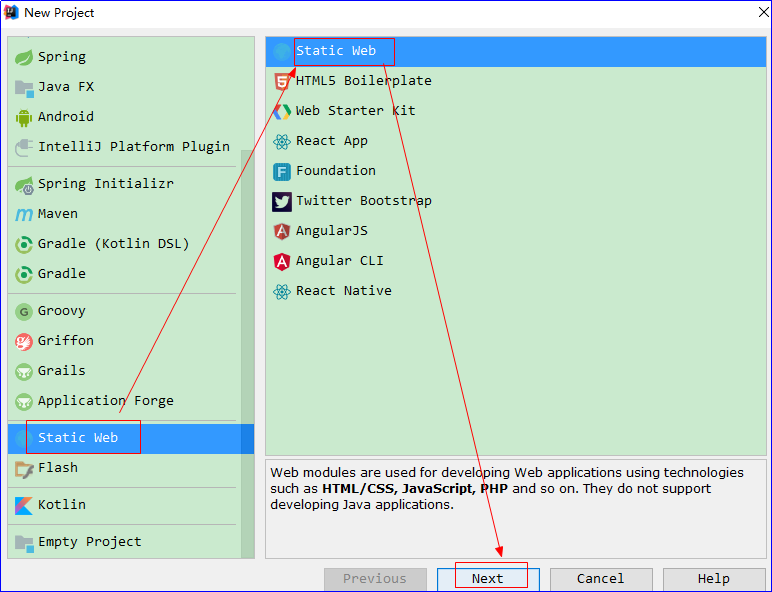 New Project
Spring
Java FX
Android
IntelliJ Platform Plugin
Spring Initializr
Maven
Gradle (Kotlin DSL)
Gradle
Groovy
Griffon
Grails
Application Forge
Static Web
Flash
Kotlin
Empty Project
Static Web
HTML5 Boilerplate
Web Starter Kit
React App
Foundation
Twitter Bootstrap
AngularJS
Angular CLI
React Native
Web modules are used for developing Web applications using technologies
such as HTML/CSS, JavaScript, PHP and so on. They do not support
developing Java applications.
Previous
Next
Cancel
Help